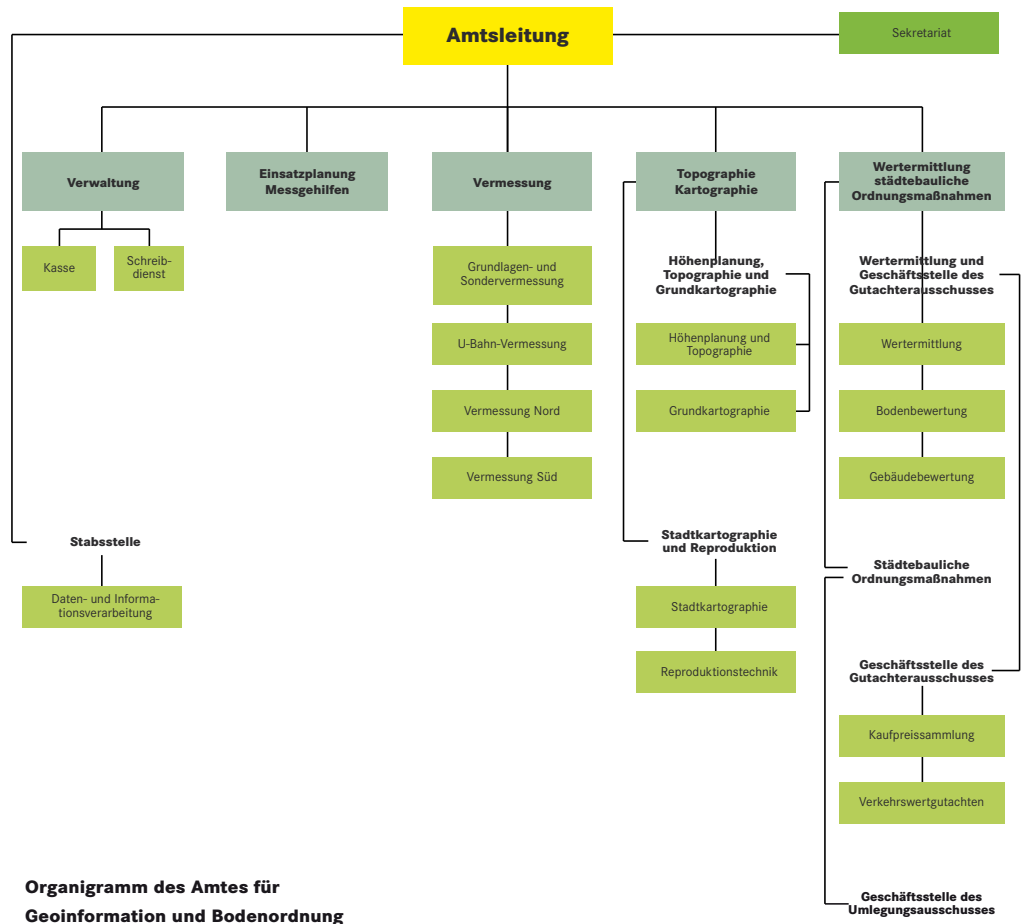 Amtsleitung
Sekretariat
Verwaltung
Einsatzplanung
Messgehilfen
Vermessung
Topographie
Kartographie
Wertermittlung
städtebauliche
Ordnungsmaßnahmen
Kasse
Schreib-
dienst
Grundlagen- und
Sondervermessung
U-Bahn-Vermessung
Vermessung Nord
Vermessung Süd
Höhenplanung,
Topographie und
Grundkartographie
Höhenplanung und
Topographie
Grundkartographie
Wertermittlung und
Geschäftsstelle des
Gutachterausschusses
Wertermittlung
Bodenbewertung
Gebäudebewertung
Stabsstelle
Daten- und Informa-
tionsverarbeitung
Stadtkartographie
und Reproduktion
Stadtkartographie
Reproduktionstechnik
Städtebauliche
Ordnungsmaßnahmen
Geschäftsstelle des
Gutachterausschusses
Kaufpreissammlung
Verkehrswertgutachten
Geschäftsstelle des
Umlegungsausschusses
Organigramm des Amtes für
Geoinformation und Bodenordnung